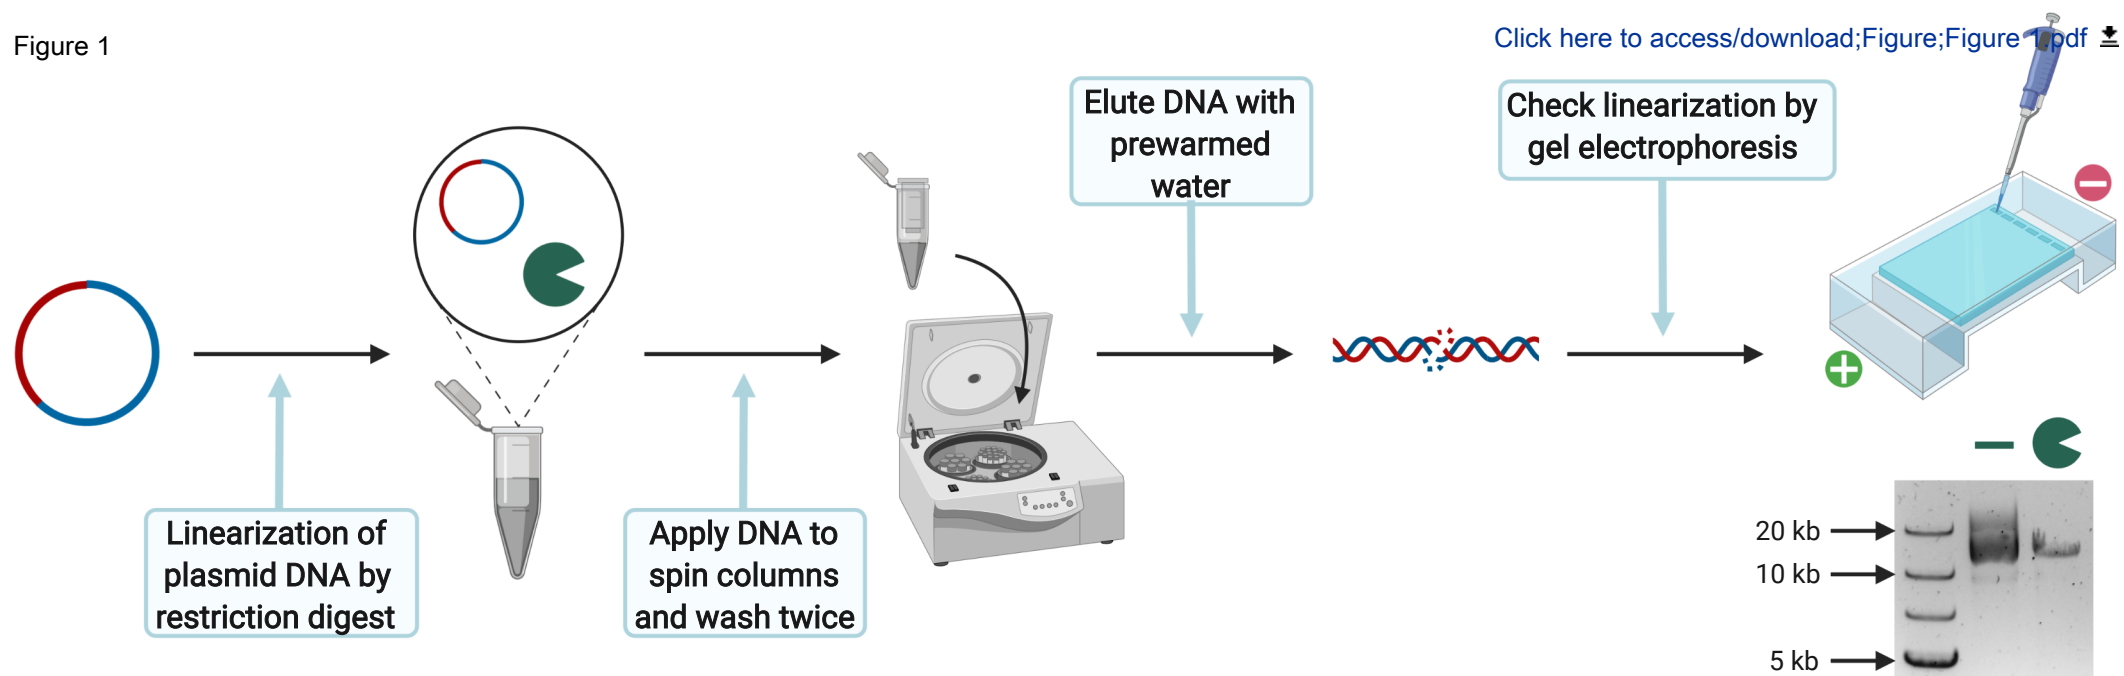 Figure 1
Click here to access/download;Figure;Figure 1.pdf
Elute DNA with
prewarmed
water
Check linearization by
gel electrophoresis
Linearization of
plasmid DNA by
restriction digest
Apply DNA to
spin columns
and wash twice
20 kb
10 kb
5 kb